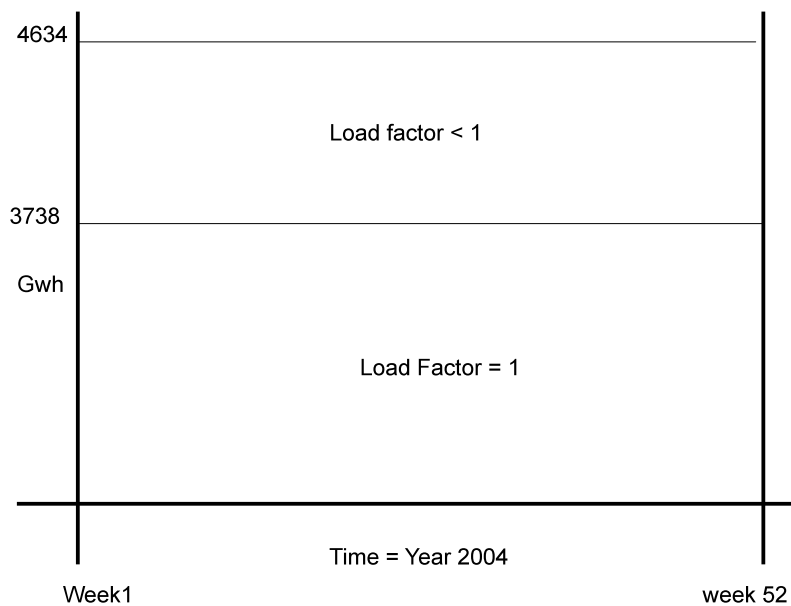 4634
Load factor < 1
3738
Gwh
Load Factor = 1
Time = Year 2004
Week1 week 52